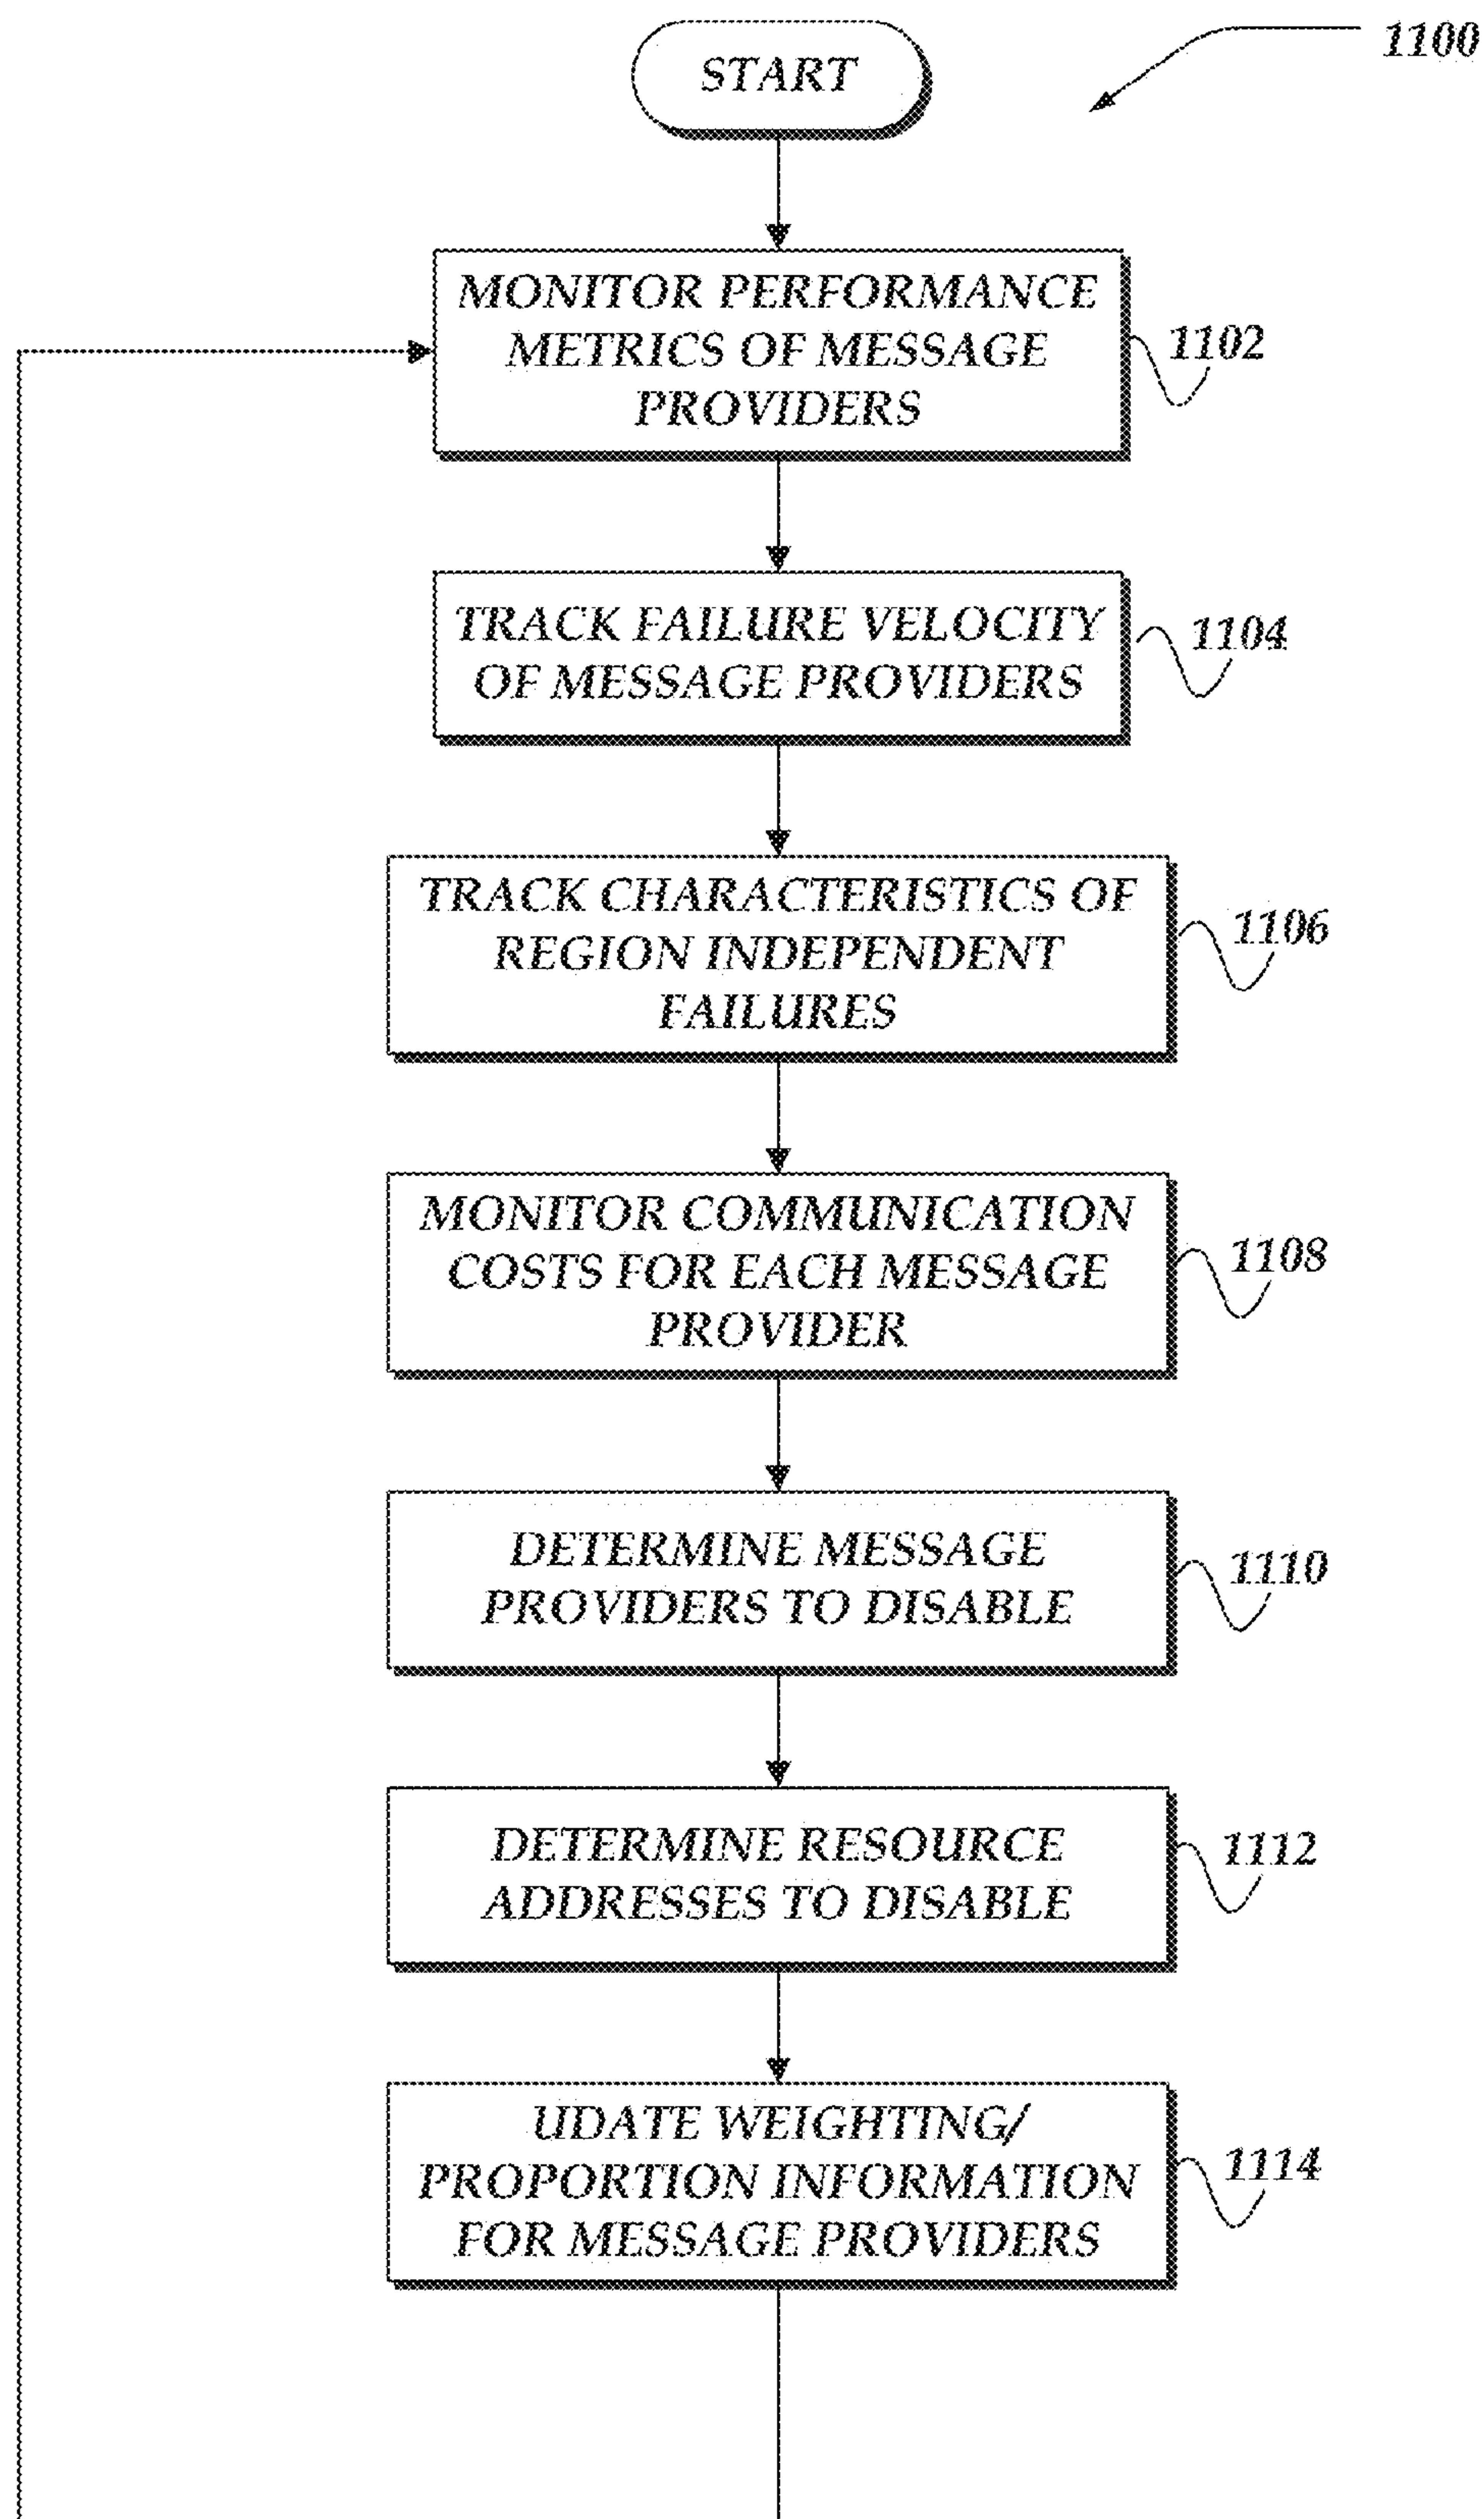 1100
START
MONITOR PERFORMANCE
METRICS OF MESSAGE
PROVIDERS
1102
TRACK FAILURE VELOCITY
OF MESSAGE PROVIDERS
1104
TRACK CHARACTERISTICS OF
REGION INDEPENDENT
FAILURES
1106
MONITOR COMMUNICATION
COSTS FOR EACH MESSAGE
PROVIDER
1108
DETERMINE MESSAGE
PROVIDERS TO DISABLE
1110
DETERMINE RESOURCE
ADDRESSES TO DISABLE
1112
UDATE WEIGHTING/
PROPORTION INFORMATION
FOR MESSAGE PROVIDERS
1114